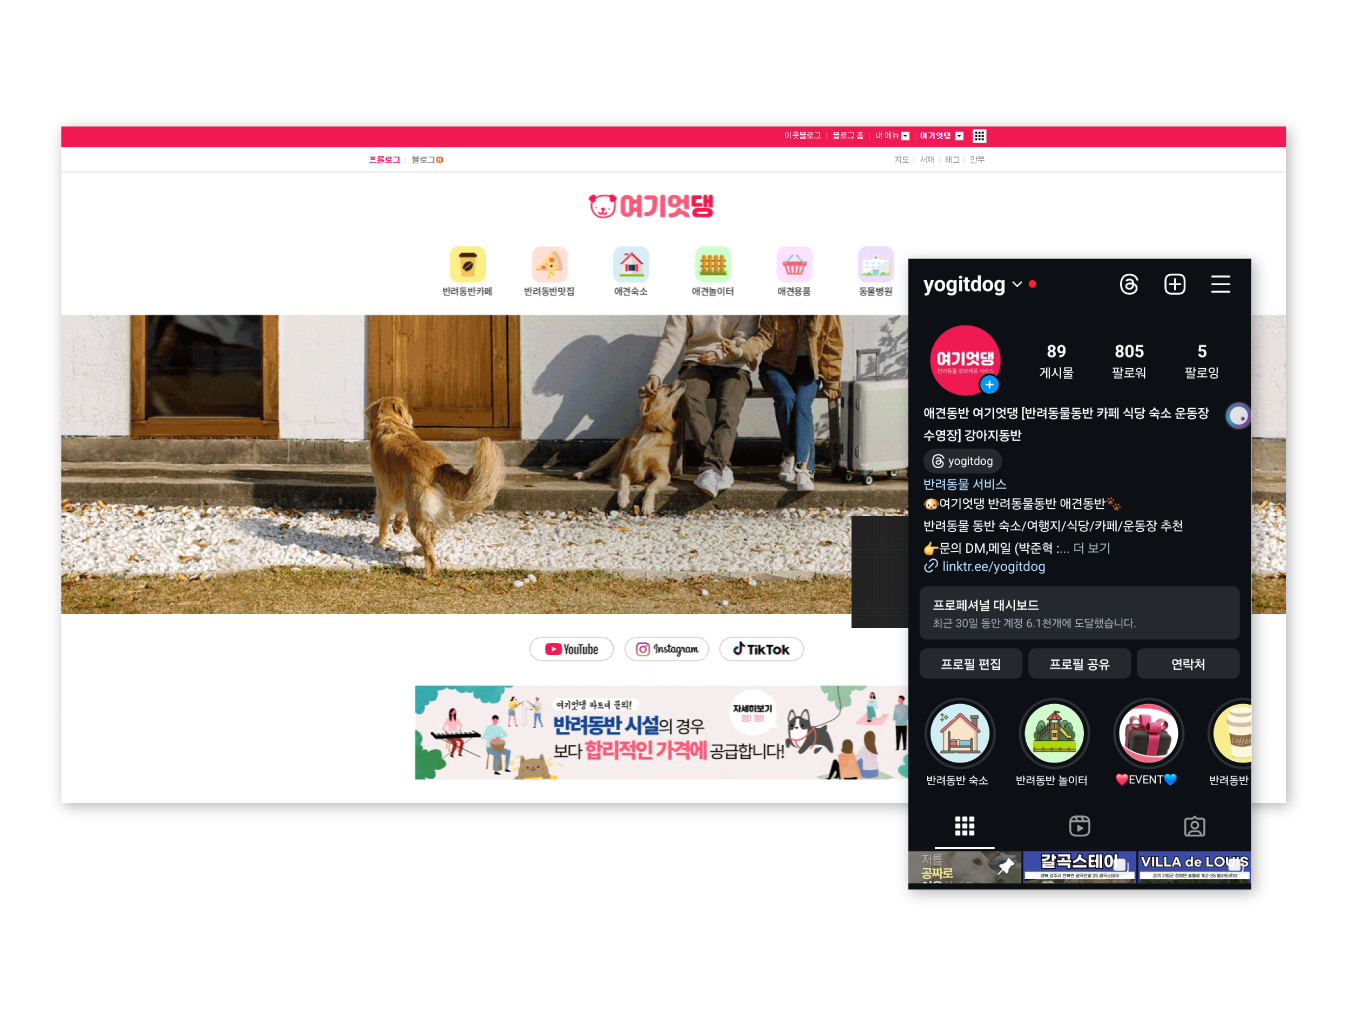 이웃블로그 블로그 홈 내 메뉴 여기엇댕
프롤로그 블로그
지도 서재 태그 안부
여기엇댕
반려동반카페 반려동반맛집 애견숙소 애견놀이터 애견용품 동물병원
YouTube Instagram TikTok
여기엇댕 파트너 문의!
반려동반 시설의 경우
보다 합리적인 가격에 공급합니다!
자세히보기
yogitdog
여기엇댕
반려동물 정보제공 서비스
89 805 5
게시물 팔로워 팔로잉
애견동반 여기엇댕 [반려동물동반 카페 식당 숙소 운동장
수영장] 강아지동반
yogitdog
반려동물 서비스
🐶여기엇댕 반려동물동반 애견동반🐾
반려동물 동반 숙소/여행지/식당/카페/운동장 추천
👉문의 DM,메일 (박준혁 :... 더 보기
linktr.ee/yogitdog
프로페셔널 대시보드
최근 30일 동안 계정 6.1천개에 도달했습니다.
프로필 편집 프로필 공유 연락처
반려동반 숙소 반려동반 놀이터 ❤️EVENT💙 반려동반
저를
공짜로
갈곡스테이
VILLA de LOUIS